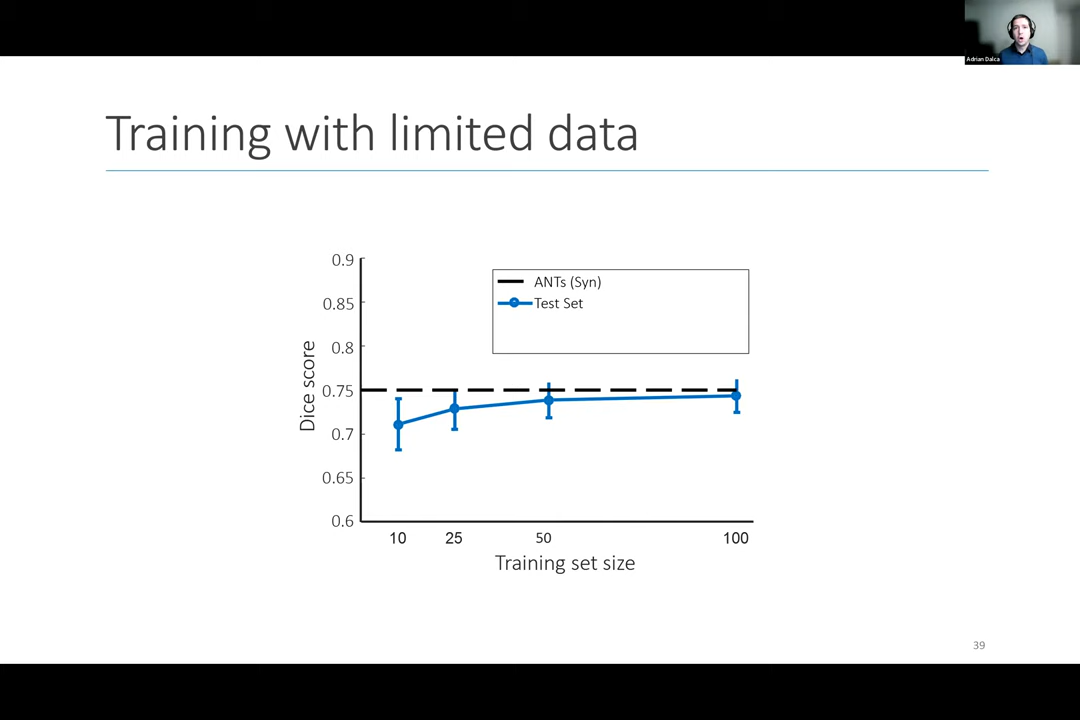 Adrian Dalca
Training with limited data
0.9
0.85
0.8
0.75
0.7
0.65
0.6
Dice score
ANTs (Syn)
Test Set
10 25 50 100
Training set size
39